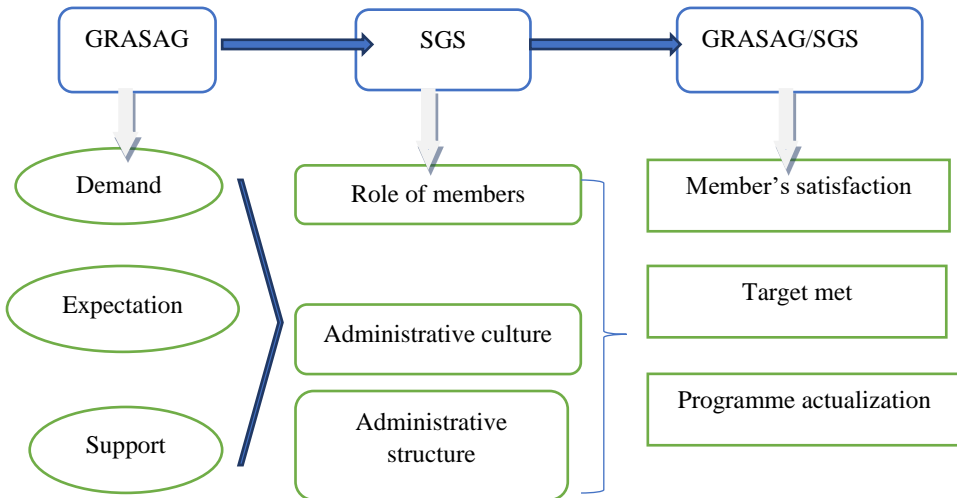 GRASAG
SGS
GRASAG/SGS
Demand
Role of members
Member’s satisfaction
Expectation
Administrative culture
Target met
Support
Administrative
structure
Programme actualization